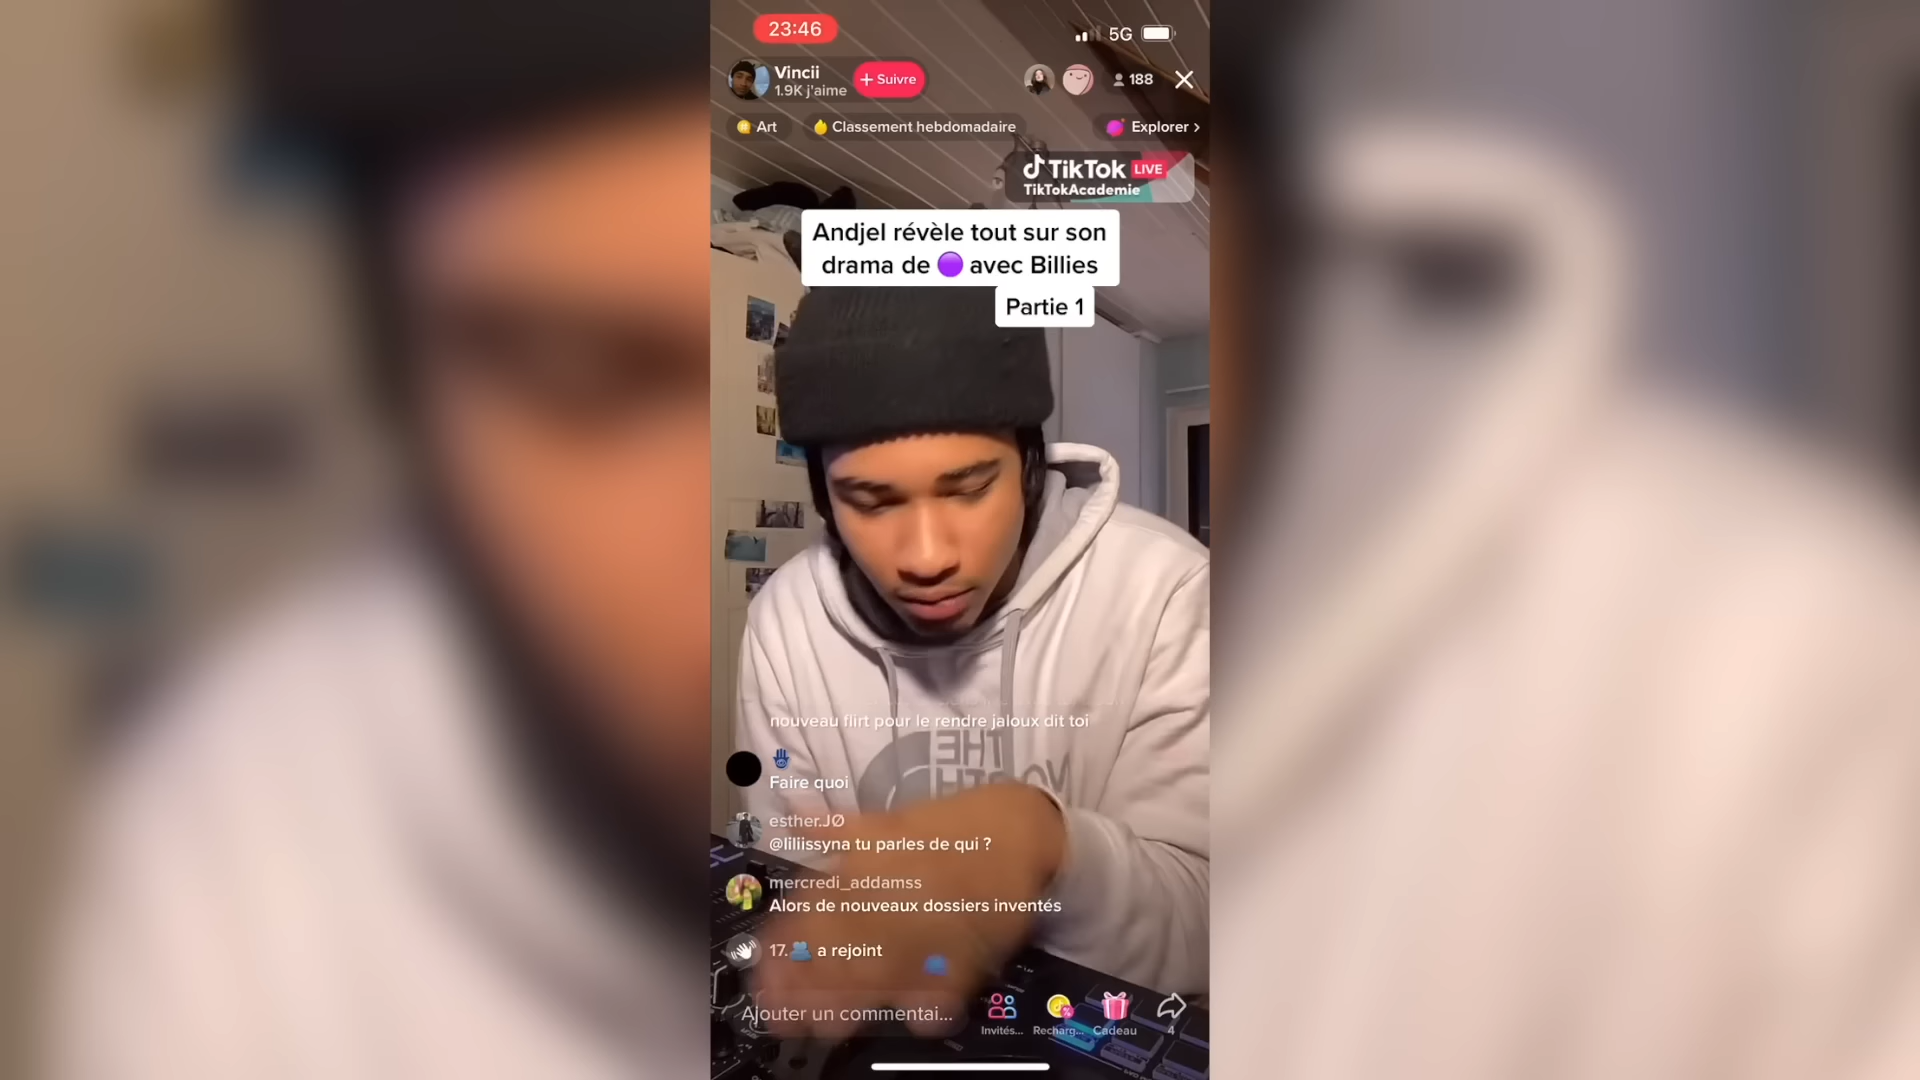 23:46
5G
Vincii
1.9K j'aime
+ Suivre
188
Art
Classement hebdomadaire
Explorer
TikTok LIVE
TikTokAcademie
Andjel révèle tout sur son
drama de 🟣 avec Billies
Partie 1
nouveau flirt pour le rendre jaloux dit toi
THE
NORTH
🪬
Faire quoi
esther.JØ
@liliissyna tu parles de qui ?
mercredi_addamss
Alors de nouveaux dossiers inventés
17.🫂 a rejoint
Ajouter un commentai...
Invités...
Recharg...
Cadeau
4